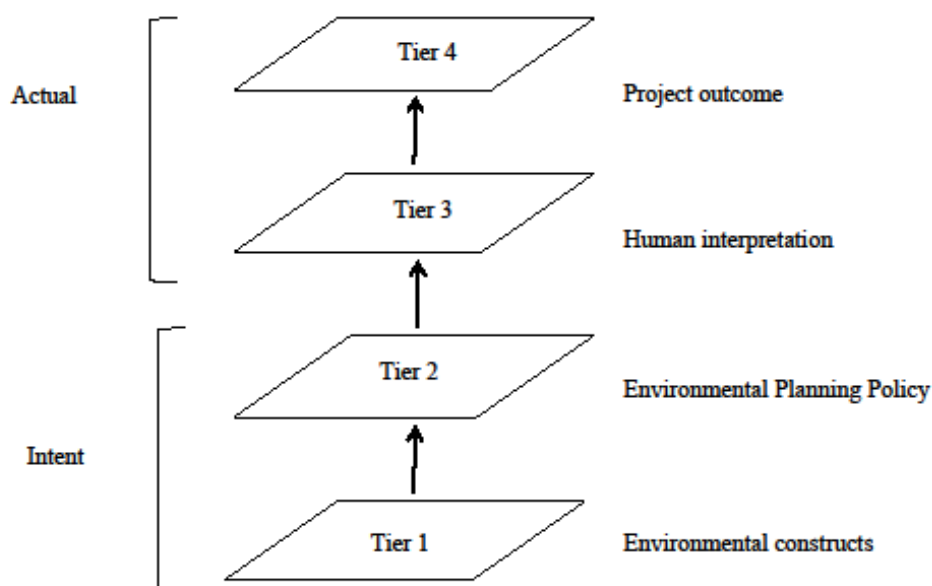 Tier 4
Actual
Project outcome
Tier 3
Human interpretation
Tier 2
Environmental Planning Policy
Intent
Tier 1
Environmental constructs